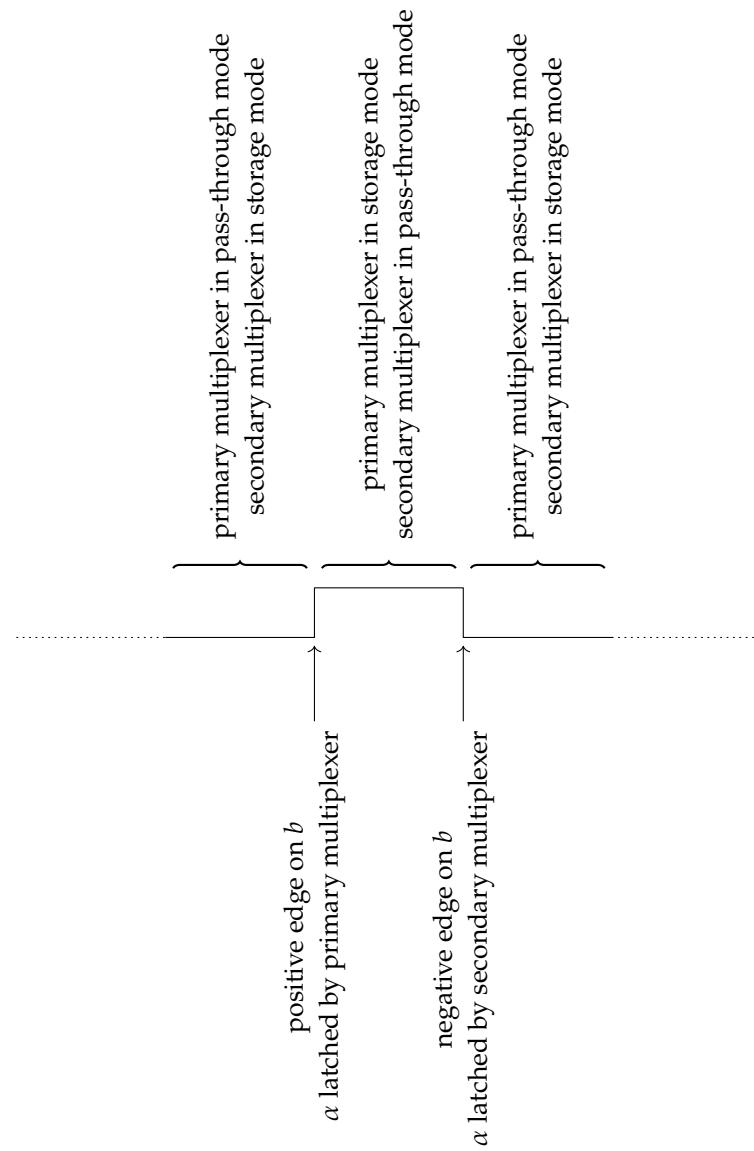 primary multiplexer in pass-through mode
secondary multiplexer in storage mode
primary multiplexer in storage mode
secondary multiplexer in pass-through mode
primary multiplexer in pass-through mode
secondary multiplexer in storage mode
positive edge on b
α latched by primary multiplexer
negative edge on b
α latched by secondary multiplexer